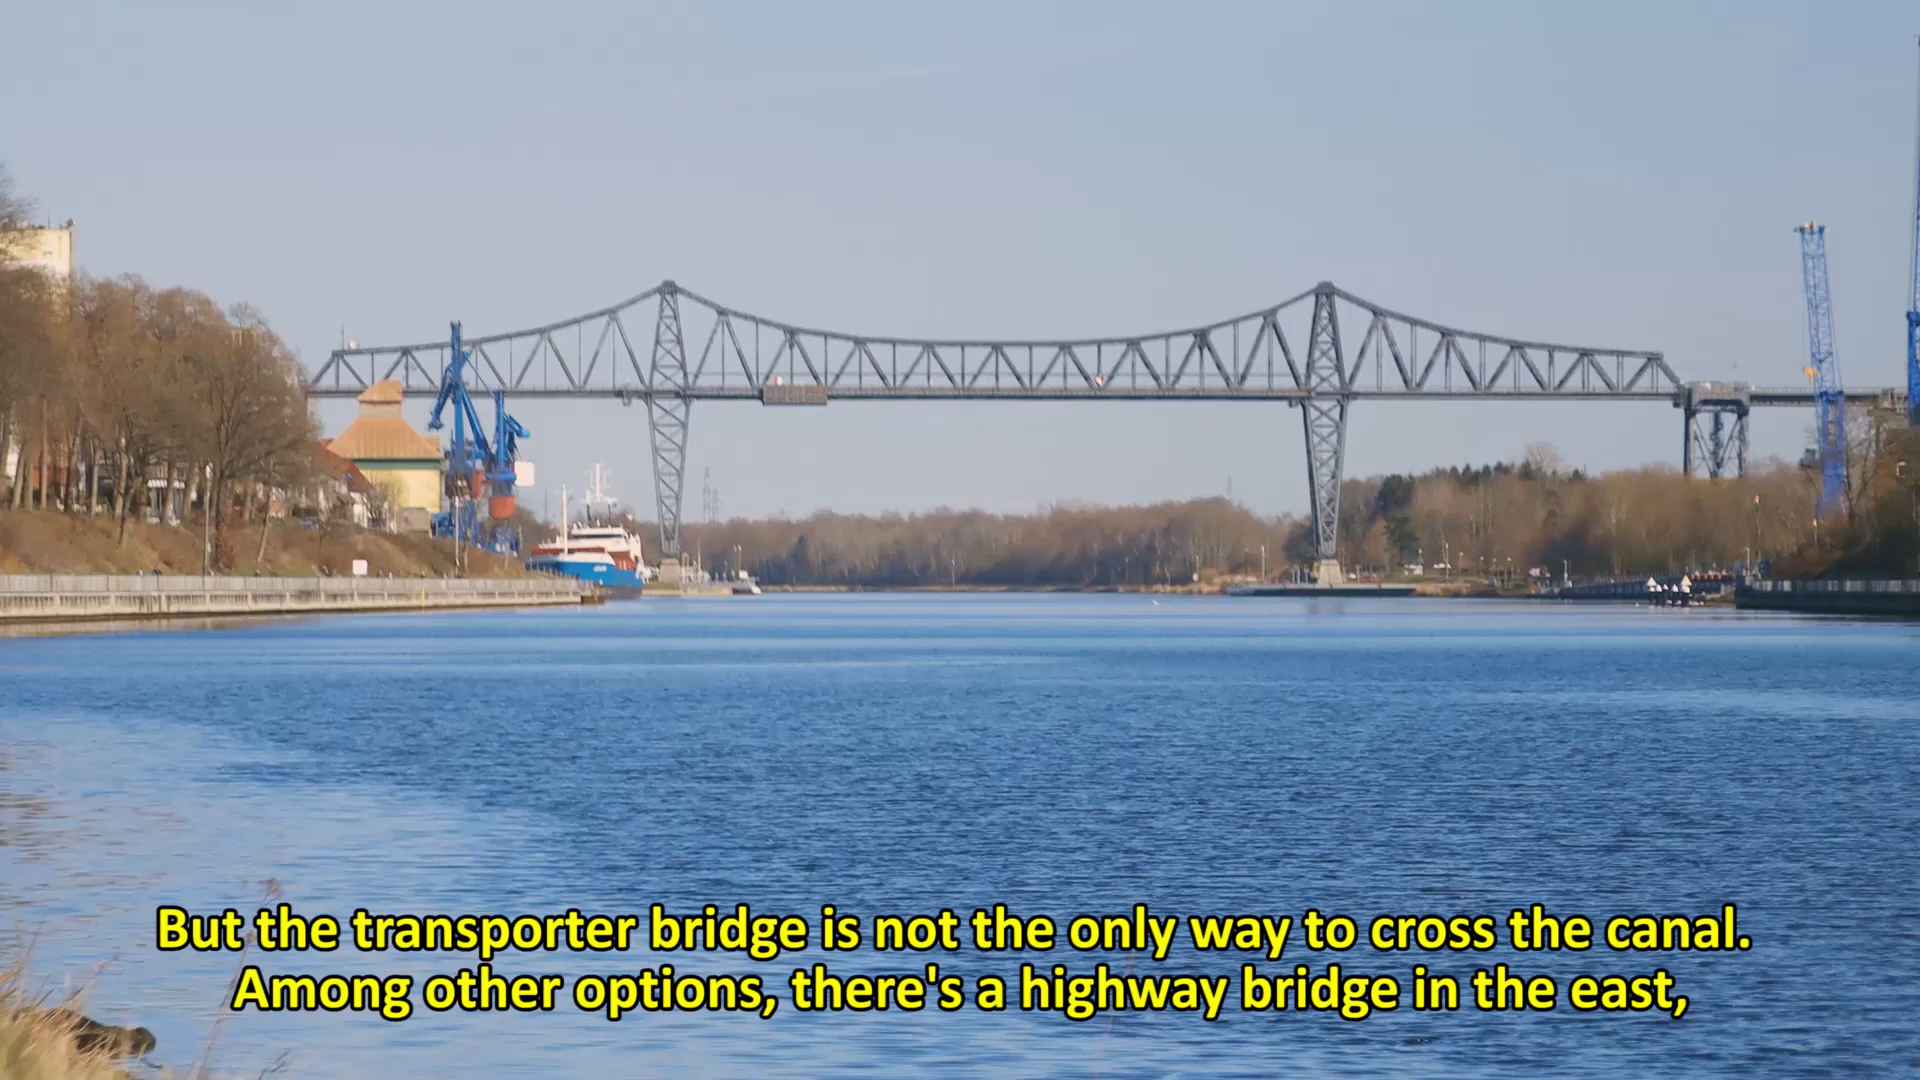 But the transporter bridge is not the only way to cross the canal.
Among other options, there's a highway bridge in the east,